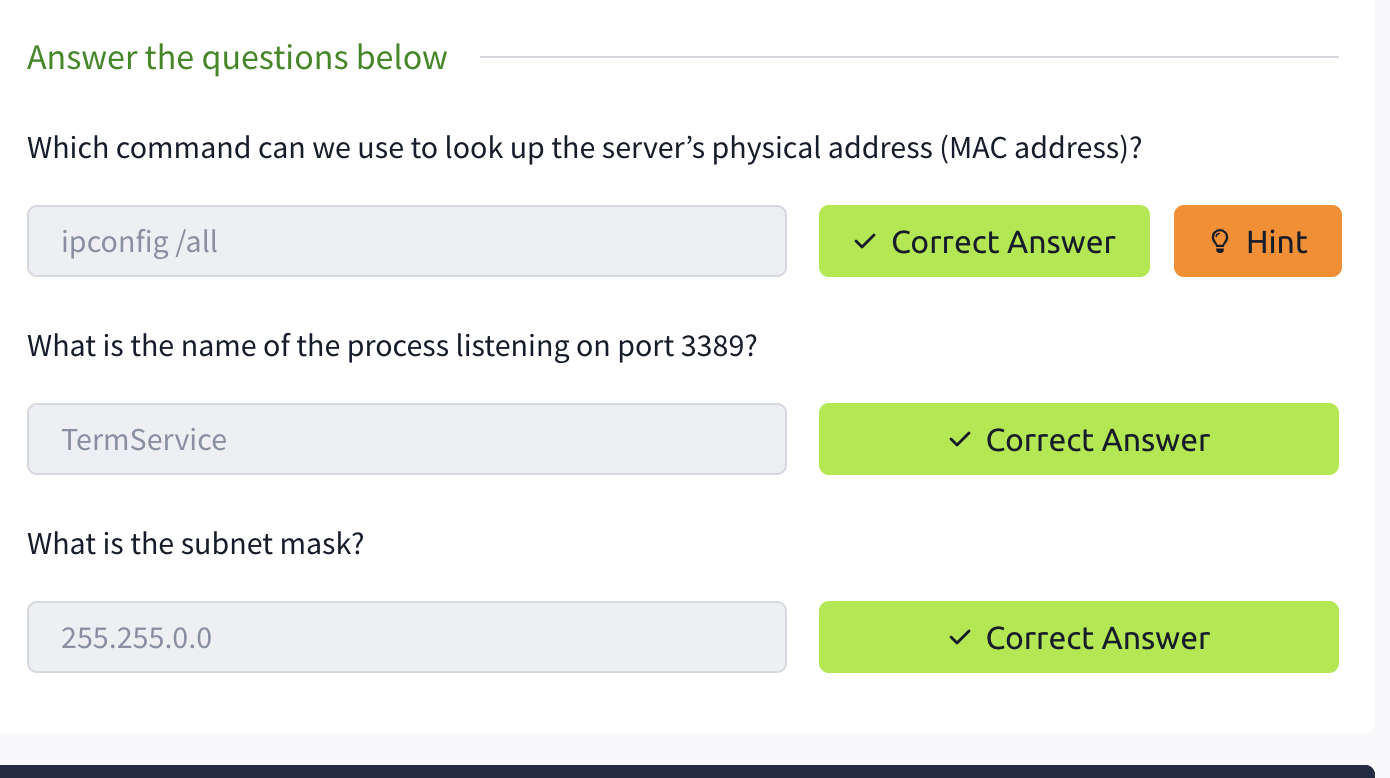 Answer the questions below
Which command can we use to look up the server’s physical address (MAC address)?
ipconfig /all
Correct Answer
Hint
What is the name of the process listening on port 3389?
TermService
Correct Answer
What is the subnet mask?
255.255.0.0
Correct Answer